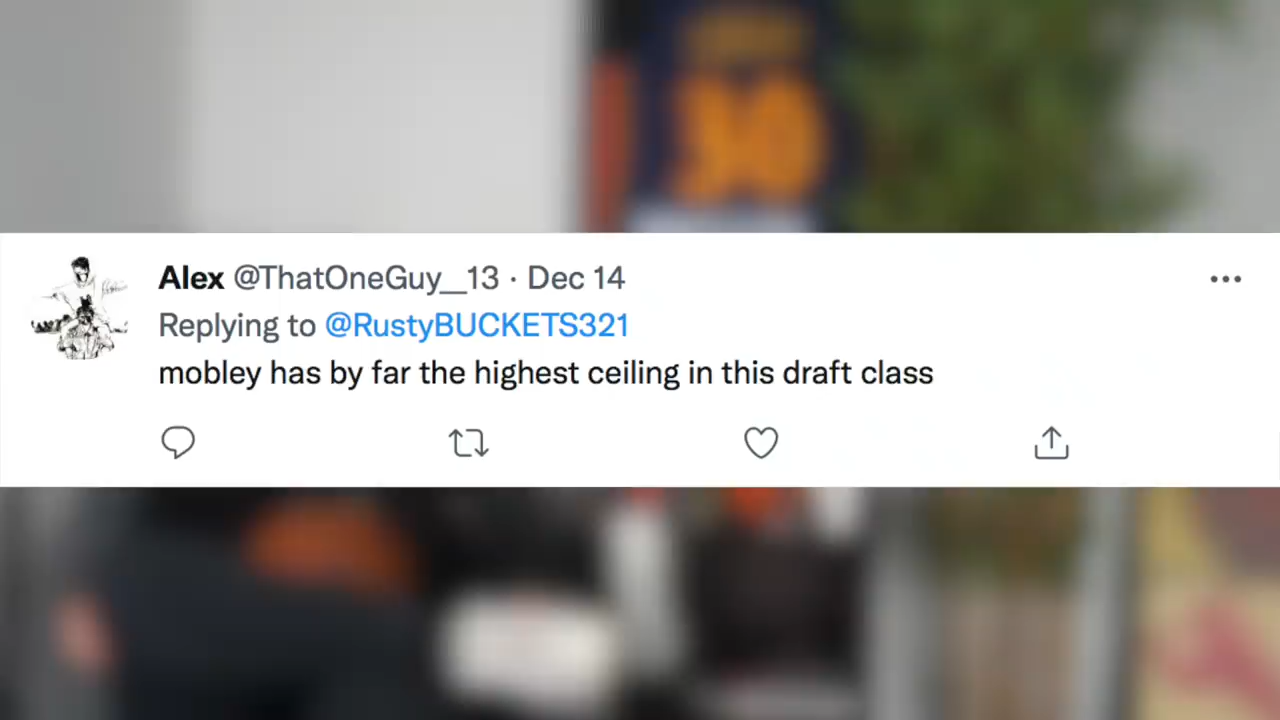 Alex @ThatOneGuy__13 · Dec 14
Replying to @RustyBUCKETS321
mobley has by far the highest ceiling in this draft class